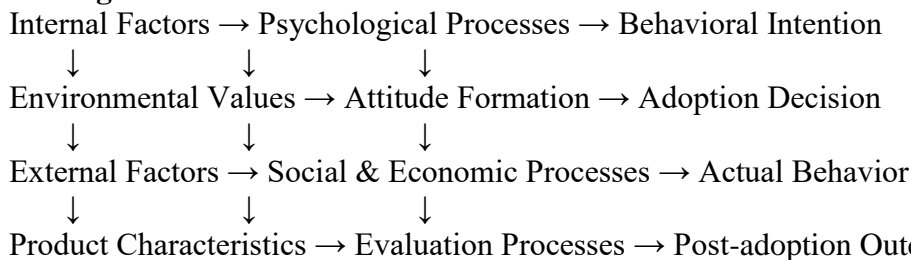 Internal Factors → Psychological Processes → Behavioral Intention
↓ ↓ ↓
Environmental Values → Attitude Formation → Adoption Decision
↓ ↓ ↓
External Factors → Social & Economic Processes → Actual Behavior
↓ ↓ ↓
Product Characteristics → Evaluation Processes → Post-adoption